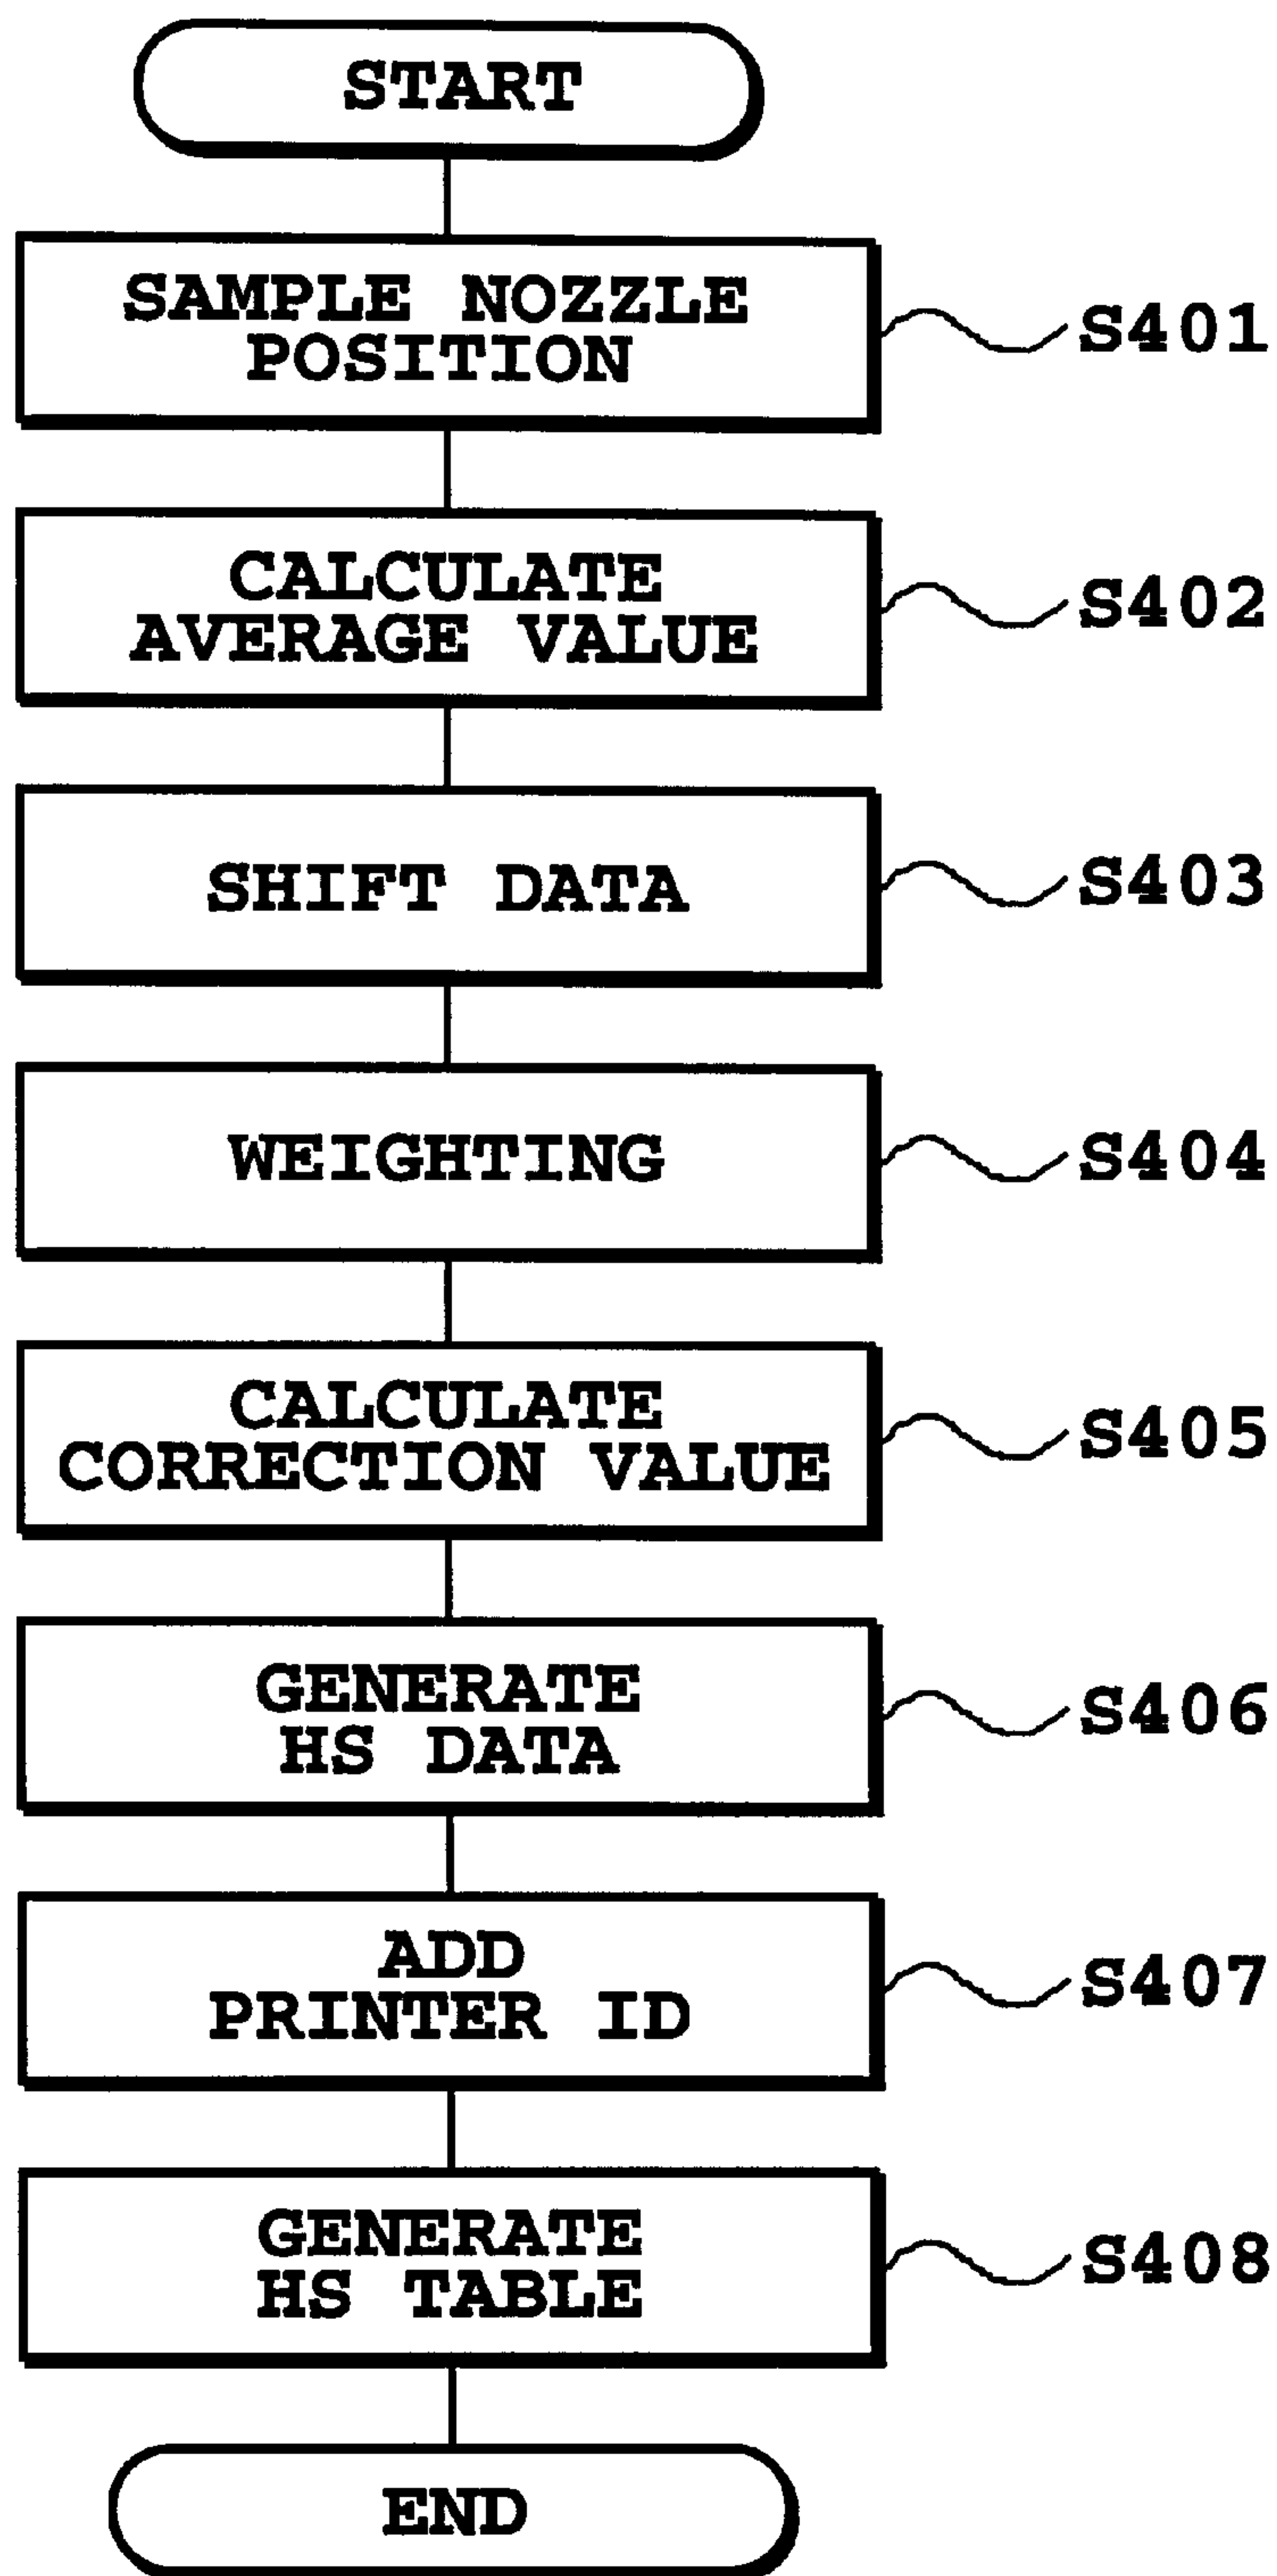 START
SAMPLE NOZZLE
POSITION
S401
CALCULATE
AVERAGE VALUE
S402
SHIFT DATA
S403
WEIGHTING
S404
CALCULATE
CORRECTION VALUE
S405
GENERATE
HS DATA
S406
ADD
PRINTER ID
S407
GENERATE
HS TABLE
S408
END